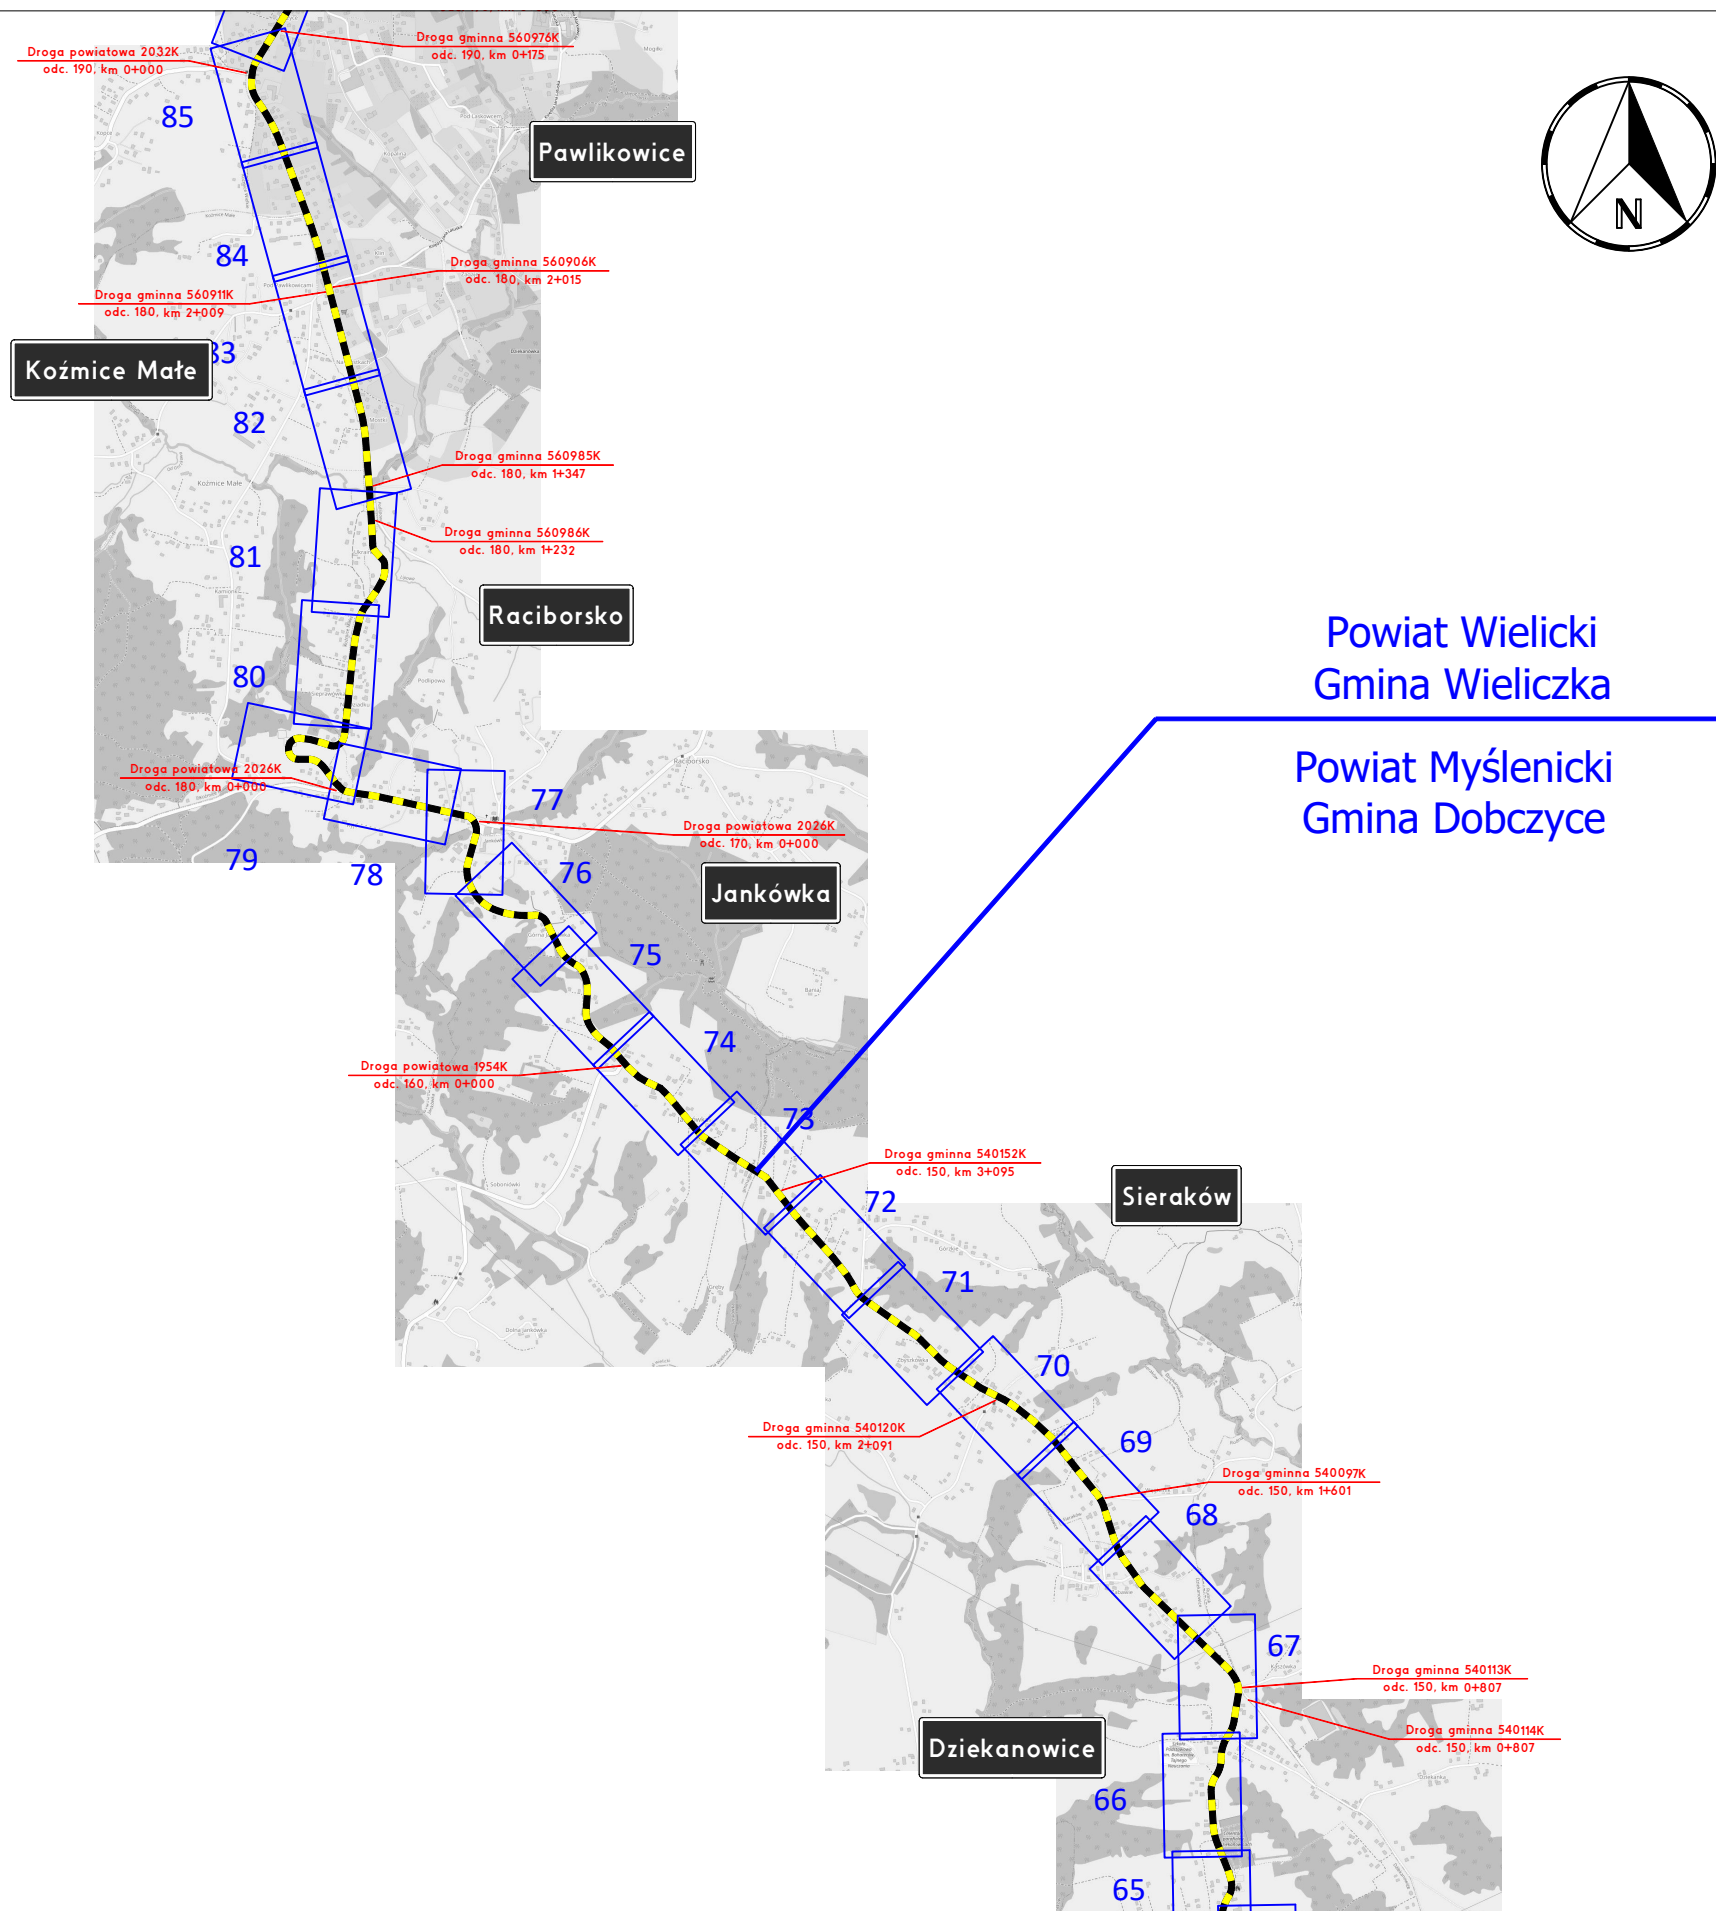 Droga gminna 560976K
odc. 190, km 0+175
Droga powiatowa 2032K
odc. 190, km 0+000
85
Pawlikowice
N
84
Droga gminna 560906K
odc. 180, km 2+015
Droga gminna 560911K
odc. 180, km 2+009
83
Koźmice Małe
82
Droga gminna 560985K
odc. 180, km 1+347
Koźmice Małe
Droga gminna 560986K
odc. 180, km 1+232
81
Raciborsko
Powiat Wielicki
Gmina Wieliczka
80
Podlipowa
Powiat Myślenicki
Gmina Dobczyce
Raciborsko
Droga powiatowa 2026K
odc. 180, km 0+000
77
Droga powiatowa 2026K
odc. 170, km 0+000
79
78
76
Jankówka
75
74
Droga powiatowa 1954K
odc. 160, km 0+000
73
Droga gminna 540152K
odc. 150, km 3+095
Sieraków
72
71
Dolna Jankówka
70
Droga gminna 540120K
odc. 150, km 2+091
69
Droga gminna 540097K
odc. 150, km 1+601
68
67
Droga gminna 540113K
odc. 150, km 0+807
Droga gminna 540114K
odc. 150, km 0+807
Dziekanowice
66
65